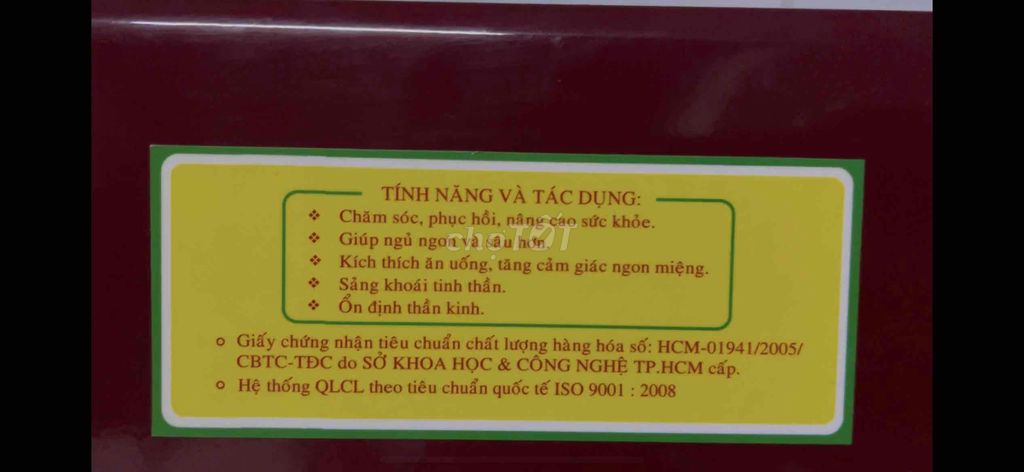 TÍNH NĂNG VÀ TÁC DỤNG:
❖ Chăm sóc, phục hồi, nâng cao sức khỏe.
❖ Giúp ngủ ngon và sâu hơn.
❖ Kích thích ăn uống, tăng cảm giác ngon miệng.
❖ Sảng khoái tinh thần.
❖ Ổn định thần kinh.
chợTỐT
o Giấy chứng nhận tiêu chuẩn chất lượng hàng hóa số: HCM-01941/2005/
CBTC-TĐC do SỞ KHOA HỌC & CÔNG NGHỆ TP.HCM cấp.
o Hệ thống QLCL theo tiêu chuẩn quốc tế ISO 9001 : 2008